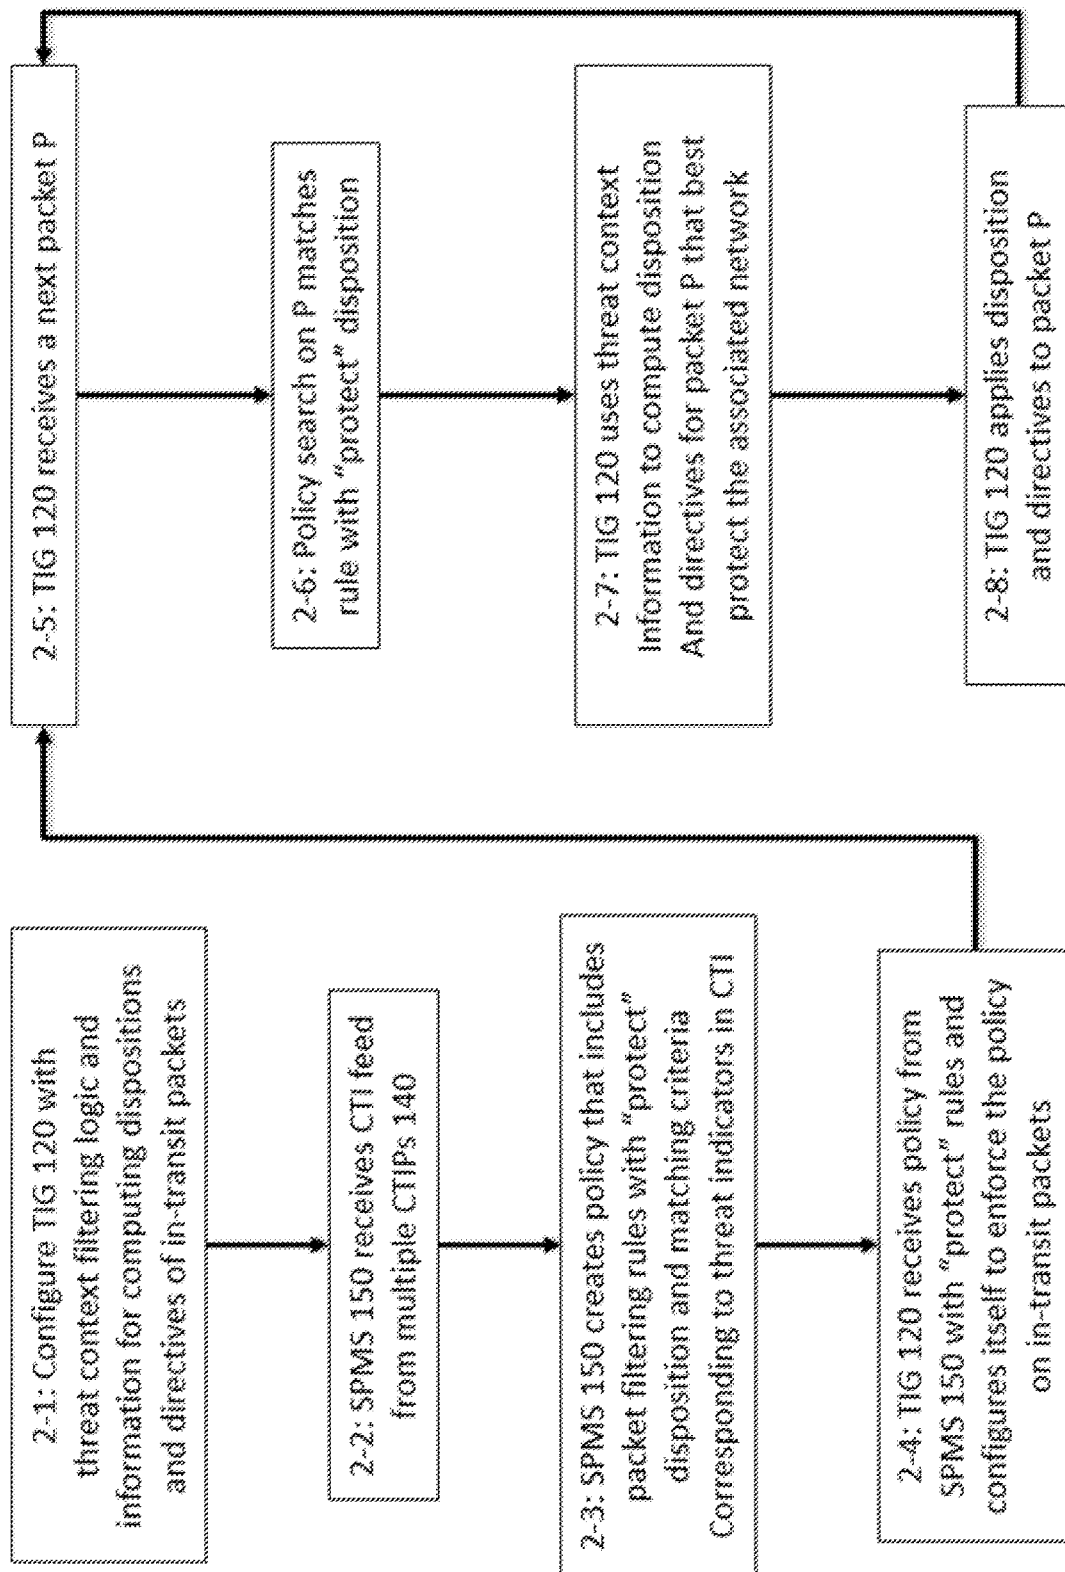 2-1: Configure TIG 120 with
threat context filtering logic and
information for computing dispositions
and directives of in-transit packets
2-2: SPMS 150 receives CTI feed
from multiple CTIPs 140
2-3: SPMS 150 creates policy that includes
packet filtering rules with “protect”
disposition and matching criteria
Corresponding to threat indicators in CTI
2-4: TIG 120 receives policy from
SPMS 150 with “protect” rules and
configures itself to enforce the policy
on in-transit packets
2-5: TIG 120 receives a next packet P
2-6: Policy search on P matches
rule with “protect” disposition
2-7: TIG 120 uses threat context
Information to compute disposition
And directives for packet P that best
protect the associated network
2-8: TIG 120 applies disposition
and directives to packet P